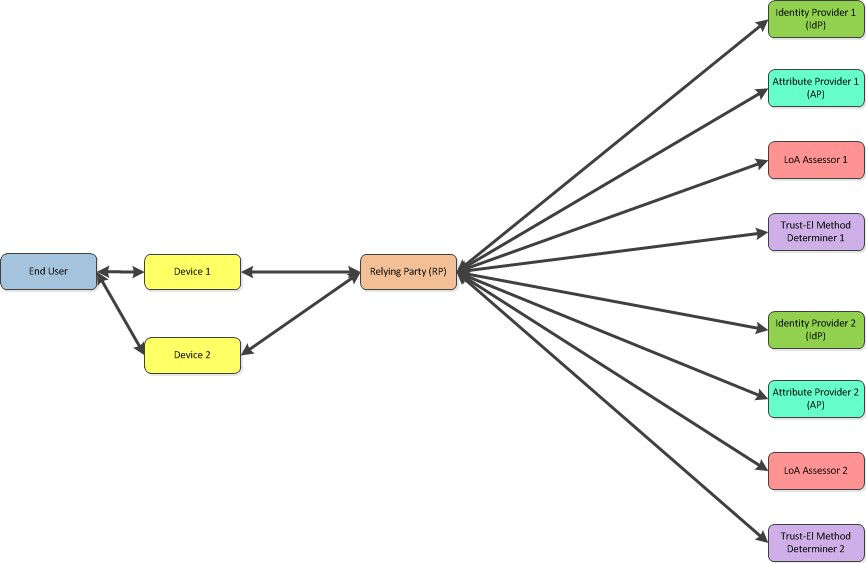 Identity Provider 1
(IdP)
Attribute Provider 1
(AP)
LoA Assessor 1
Trust-El Method
Determiner 1
End User
Device 1
Relying Party (RP)
Device 2
Identity Provider 2
(IdP)
Attribute Provider 2
(AP)
LoA Assessor 2
Trust-El Method
Determiner 2